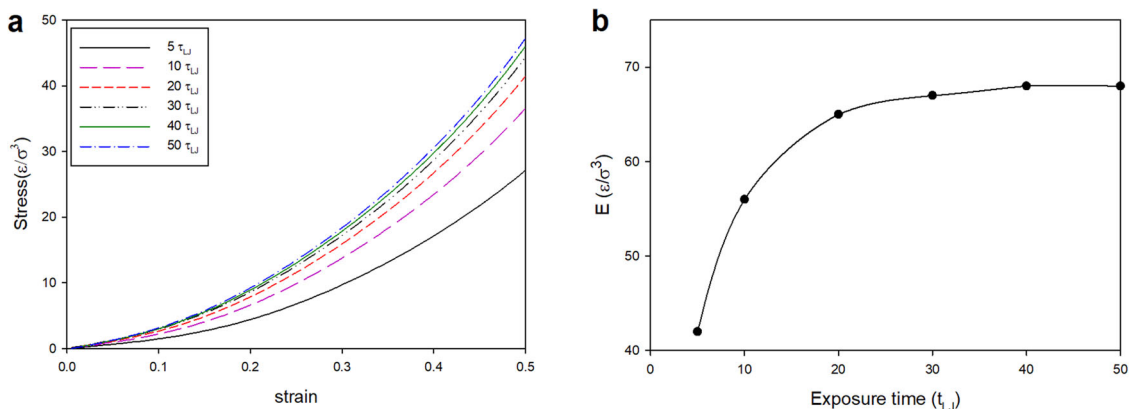 a
50
40
30
20
10
0
Stress(ε/σ³)
5 τLJ
10 τLJ
20 τLJ
30 τLJ
40 τLJ
50 τLJ
0.0 0.1 0.2 0.3 0.4 0.5
strain
b
70
60
50
40
E (ε/σ³)
0 10 20 30 40 50
Exposure time (tLJ)